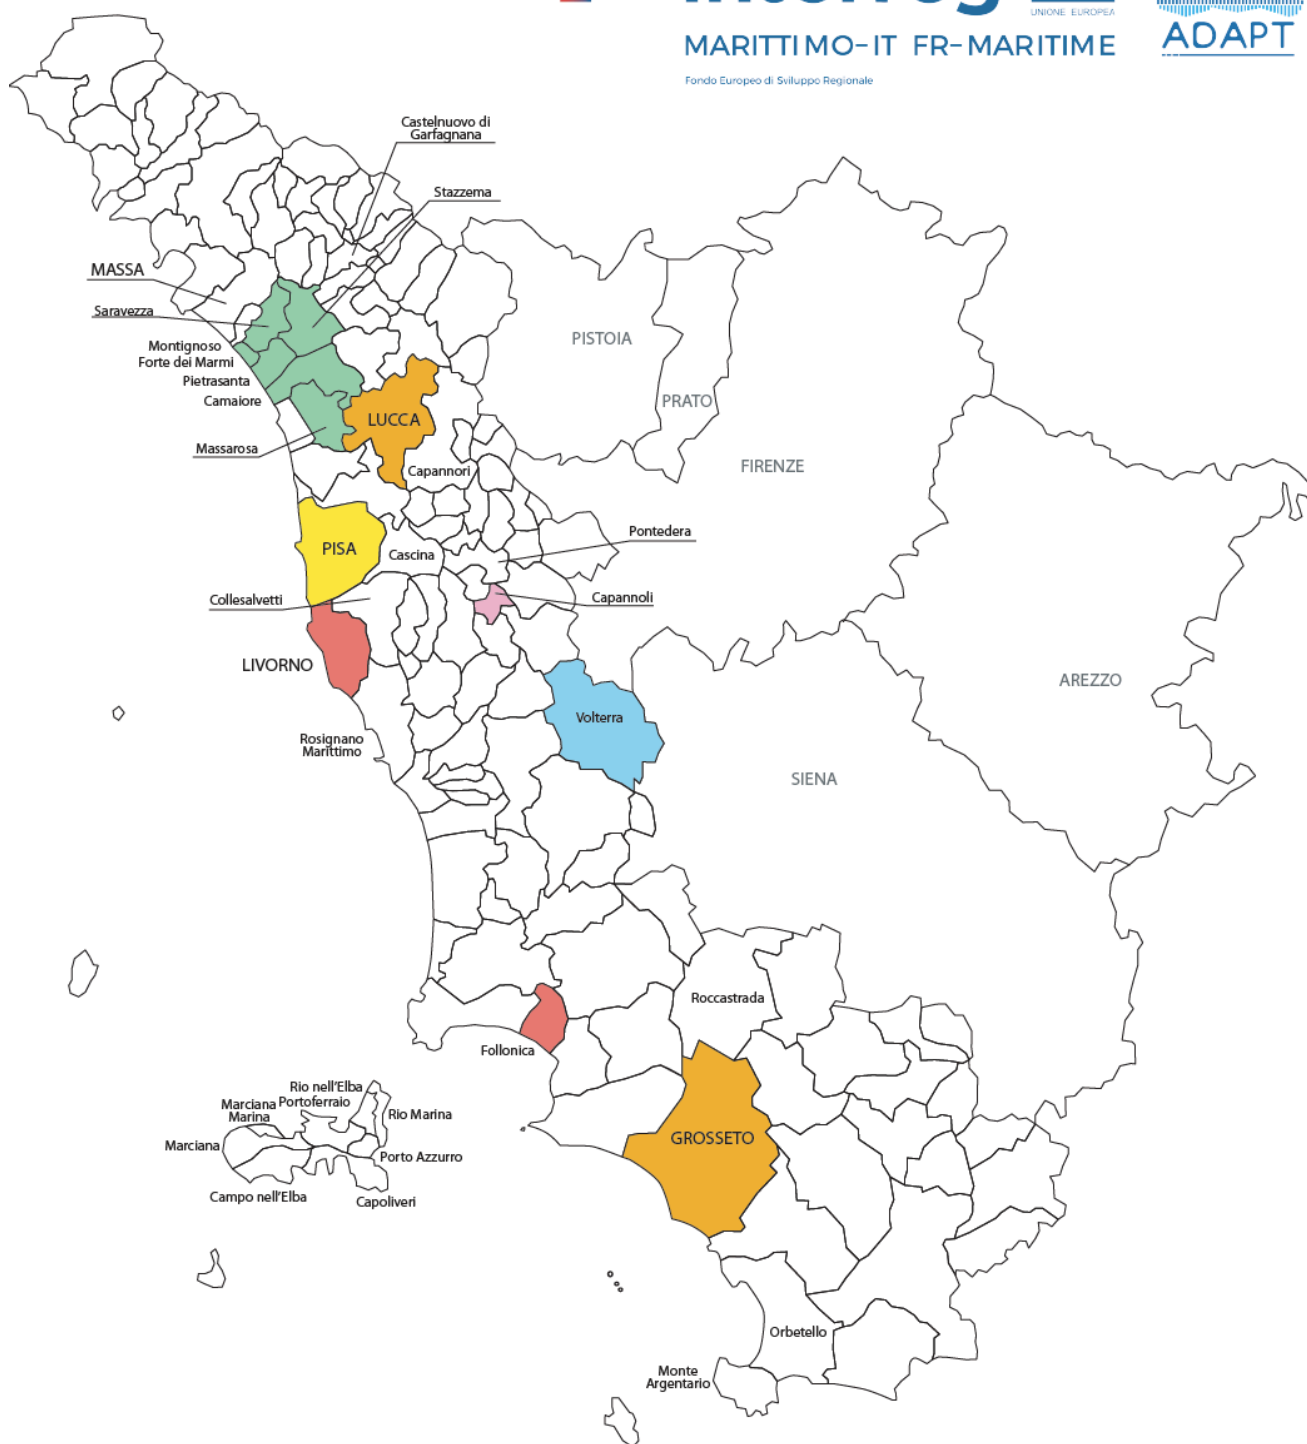 Interreg
UNIONE EUROPEA
MARITTIMO-IT FR-MARITIME
ADAPT
Fondo Europeo di Sviluppo Regionale
Castelnuovo di
Garfagnana
Stazzema
MASSA
Saravezza
Montignoso
Forte dei Marmi
Pietrasanta
Camaiore
Massarosa
LUCCA
Capannori
PISTOIA
PRATO
FIRENZE
PISA
Cascina
Pontedera
Collesalvetti
Capannoli
LIVORNO
AREZZO
Volterra
Rosignano
Marittimo
SIENA
Roccastrada
Follonica
Rio nell'Elba
Portoferraio
Marciana
Marina
Rio Marina
Marciana
Porto Azzurro
Campo nell'Elba
Capoliveri
GROSSETO
Orbetello
Monte
Argentario